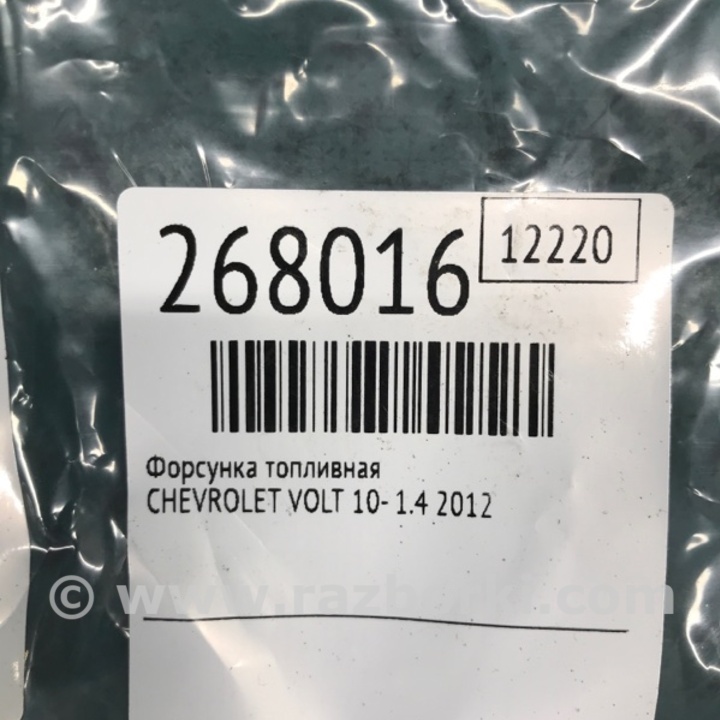 268016
12220
Форсунка топливная
CHEVROLET VOLT 10- 1.4 2012